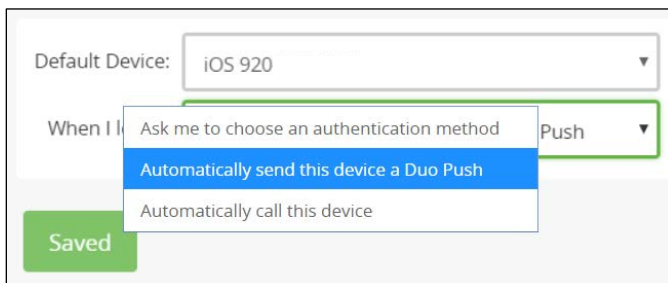 Default Device: iOS 920
When I l Push
Ask me to choose an authentication method
Automatically send this device a Duo Push
Automatically call this device
Saved